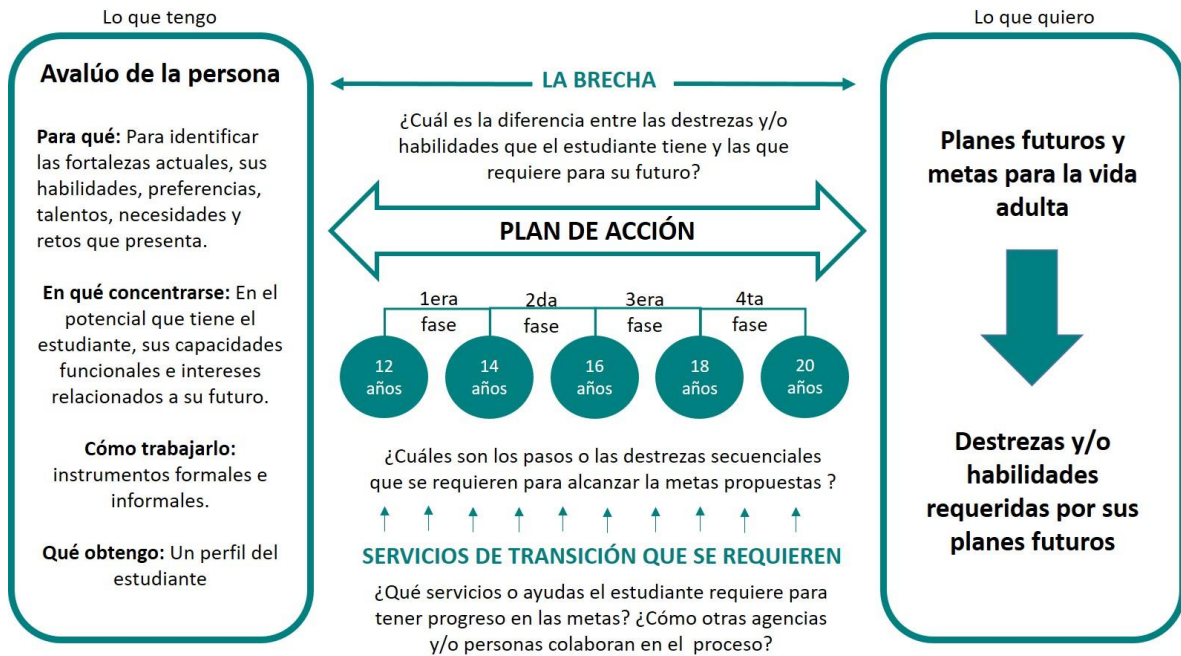 Lo que tengo
Avalúo de la persona
Para qué: Para identificar
las fortalezas actuales, sus
habilidades, preferencias,
talentos, necesidades y
retos que presenta.
En qué concentrarse: En el
potencial que tiene el
estudiante, sus capacidades
funcionales e intereses
relacionados a su futuro.
Cómo trabajarlo:
instrumentos formales e
informales.
Qué obtengo: Un perfil del
estudiante
LA BRECHA
¿Cuál es la diferencia entre las destrezas y/o
habilidades que el estudiante tiene y las que
requiere para su futuro?
PLAN DE ACCIÓN
1era
fase
2da
fase
3era
fase
4ta
fase
12
años
14
años
16
años
18
años
20
años
¿Cuáles son los pasos o las destrezas secuenciales
que se requieren para alcanzar la metas propuestas ?
SERVICIOS DE TRANSICIÓN QUE SE REQUIEREN
¿Qué servicios o ayudas el estudiante requiere para
tener progreso en las metas? ¿Cómo otras agencias
y/o personas colaboran en el proceso?
Lo que quiero
Planes futuros y
metas para la vida
adulta
Destrezas y/o
habilidades
requeridas por sus
planes futuros